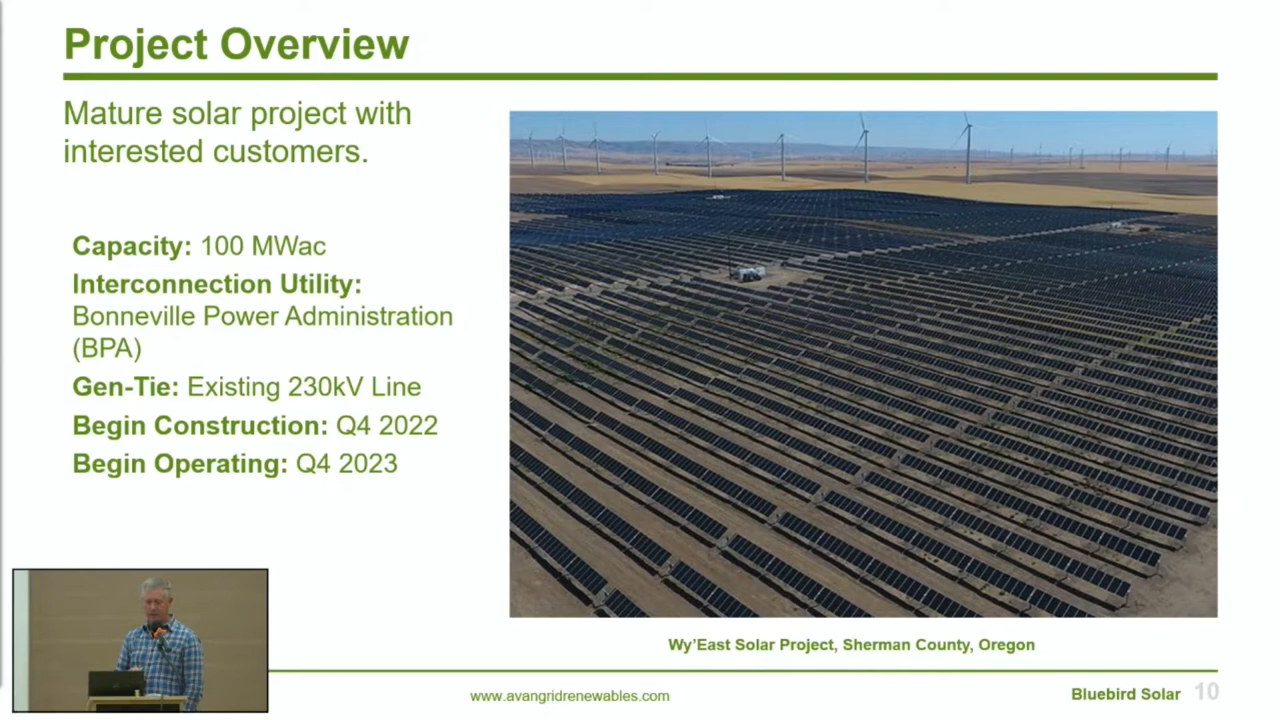 Project Overview
Mature solar project with
interested customers.
Capacity: 100 MWac
Interconnection Utility:
Bonneville Power Administration
(BPA)
Gen-Tie: Existing 230kV Line
Begin Construction: Q4 2022
Begin Operating: Q4 2023
Wy'East Solar Project, Sherman County, Oregon
www.avangridrenewables.com
Bluebird Solar 10